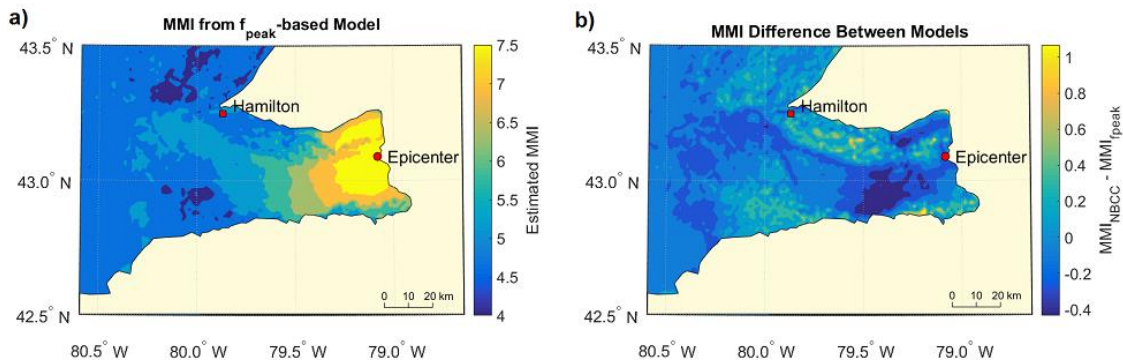 a)
MMI from f_peak-based Model
43.5° N
43.0° N
42.5° N
80.5° W
80.0° W
79.5° W
79.0° W
Hamilton
Epicenter
0 10 20 km
7.5
7
6.5
6
5.5
5
4.5
4
Estimated MMI
b)
MMI Difference Between Models
43.5° N
43.0° N
42.5° N
80.5° W
80.0° W
79.5° W
79.0° W
Hamilton
Epicenter
0 10 20 km
1
0.8
0.6
0.4
0.2
0
-0.2
-0.4
MMI_NBCC - MMI_fpeak